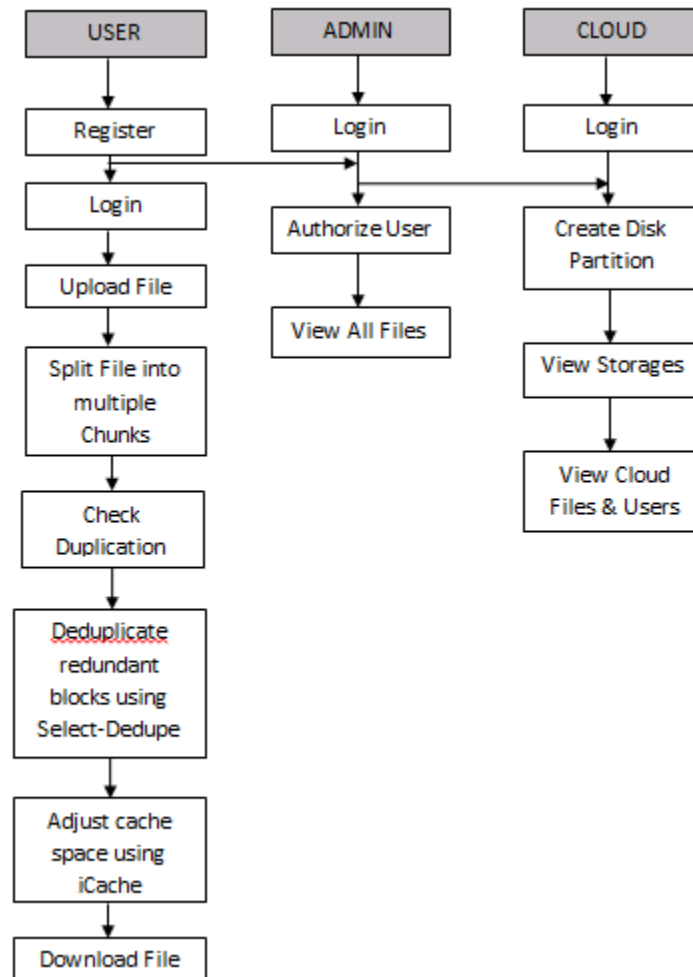 USER
Register
Login
Upload File
Split File into
multiple
Chunks
Check
Duplication
Deduplicate
redundant
blocks using
Select-Dedupe
Adjust cache
space using
iCache
Download File
ADMIN
Login
Authorize User
View All Files
CLOUD
Login
Create Disk
Partition
View Storages
View Cloud
Files & Users